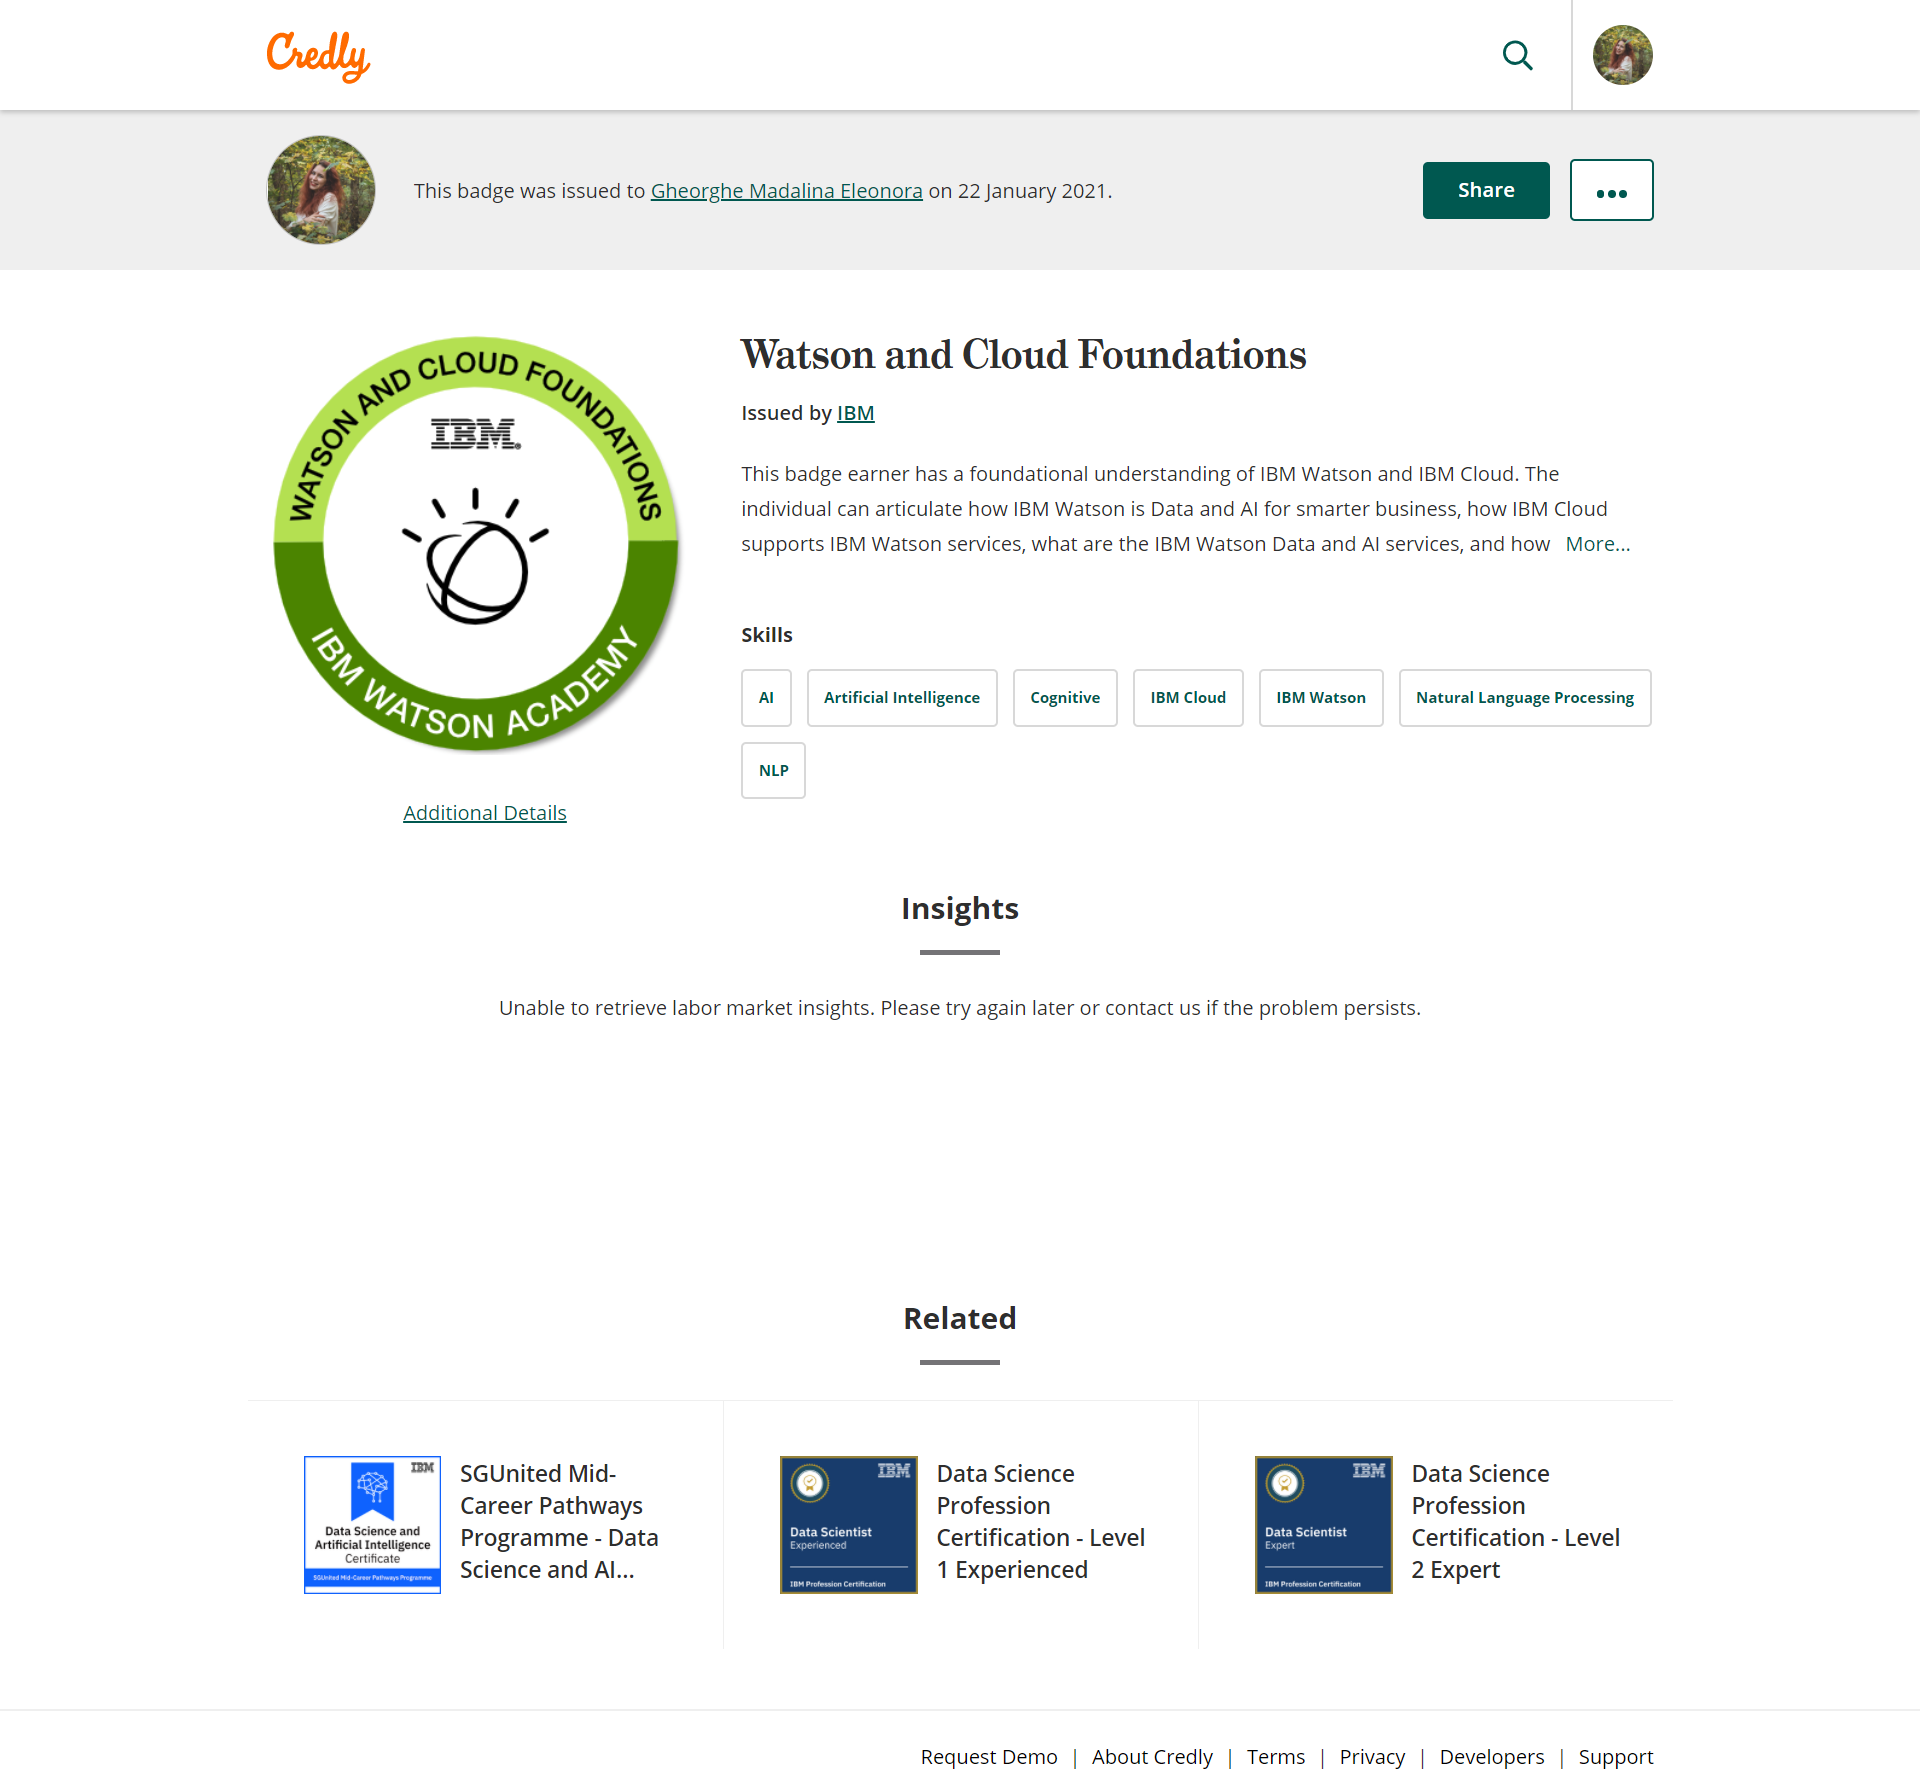 Credly
This badge was issued to Gheorghe Madalina Eleonora on 22 January 2021.
Share
WATSON AND CLOUD FOUNDATIONS
IBM®
IBM WATSON ACADEMY
Additional Details
Watson and Cloud Foundations
Issued by IBM
This badge earner has a foundational understanding of IBM Watson and IBM Cloud. The
individual can articulate how IBM Watson is Data and AI for smarter business, how IBM Cloud
supports IBM Watson services, what are the IBM Watson Data and AI services, and how More...
Skills
AI
Artificial Intelligence
Cognitive
IBM Cloud
IBM Watson
Natural Language Processing
NLP
Insights
Unable to retrieve labor market insights. Please try again later or contact us if the problem persists.
Related
IBM
Data Science and
Artificial Intelligence
Certificate
SGUnited Mid-Career Pathways Programme
SGUnited Mid-
Career Pathways
Programme - Data
Science and AI...
IBM
Data Scientist
Experienced
IBM Profession Certification
Data Science
Profession
Certification - Level
1 Experienced
IBM
Data Scientist
Expert
IBM Profession Certification
Data Science
Profession
Certification - Level
2 Expert
Request Demo | About Credly | Terms | Privacy | Developers | Support